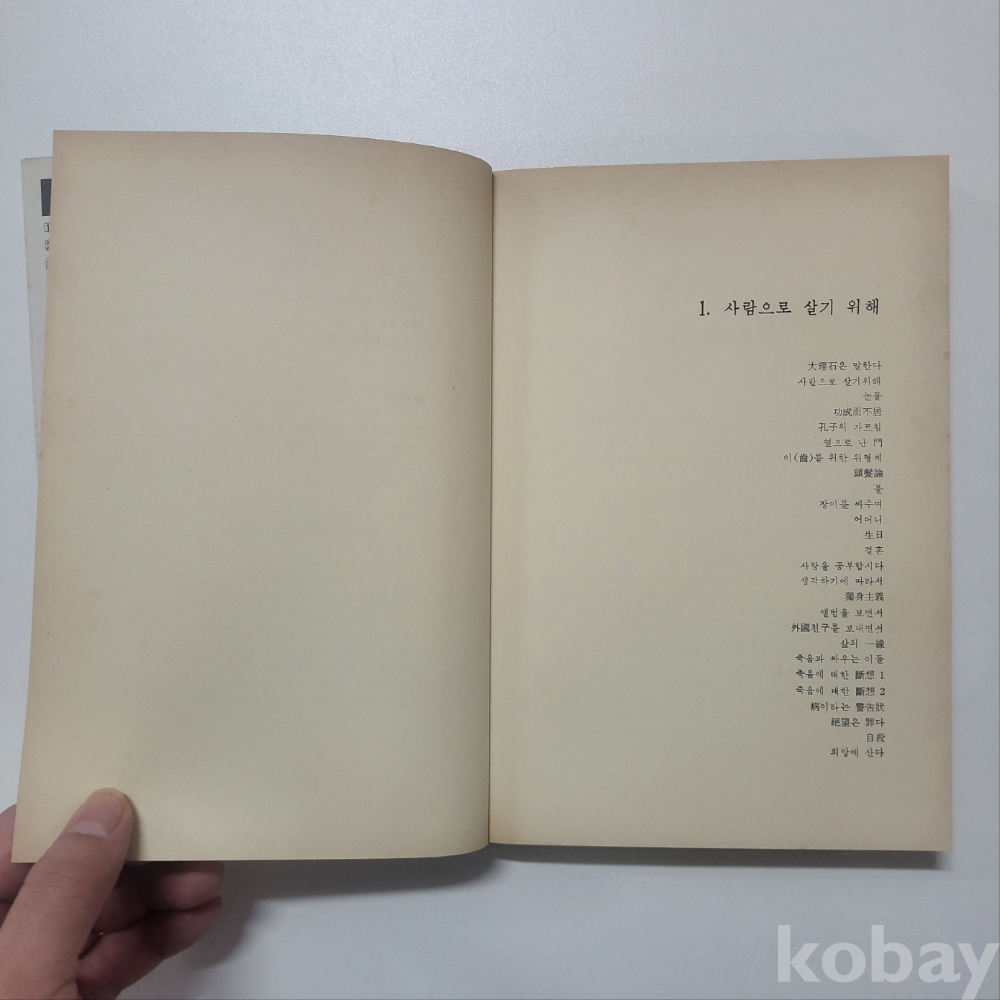 1. 사람으로 살기 위해
大理石은 말한다
사람으로 살기위해
눈물
功成而不居
孔子의 가르침
옆으로 난 門
이(齒)를 위한 위령제
頭髮論
불
장미를 싸주며
어머니
生日
결혼
사랑을 공부합시다
생각하기에 따라서
獨身主義
앨범을 보면서
外國친구를 보내면서
삶의 一線
죽음과 싸우는 이들
죽음에 대한 斷想 1
죽음에 대한 斷想 2
病이라는 警告狀
絕望은 罪다
自殺
희망에 산다
kobay